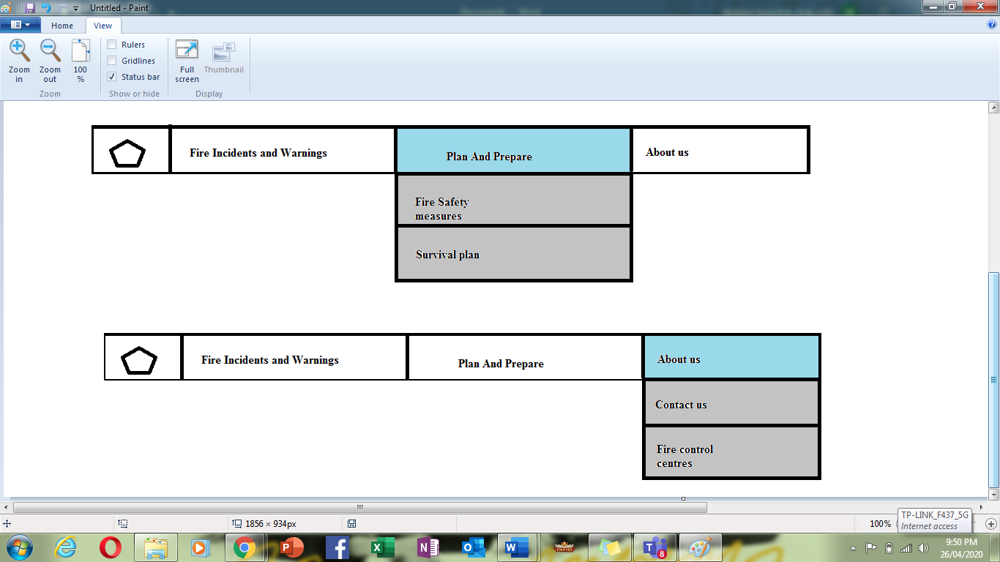 Untitled - Paint
Home
View
Zoom in
Zoom out
100 %
Rulers
Gridlines
Status bar
Full screen
Thumbnail
Zoom
Show or hide
Display
Fire Incidents and Warnings
Plan And Prepare
About us
Fire Safety
measures
Survival plan
Fire Incidents and Warnings
Plan And Prepare
About us
Contact us
Fire control
centres
1856 × 934px
100%
TP-LINK_F437_5G
Internet access
EMPIRE
8
9:50 PM
26/04/2020